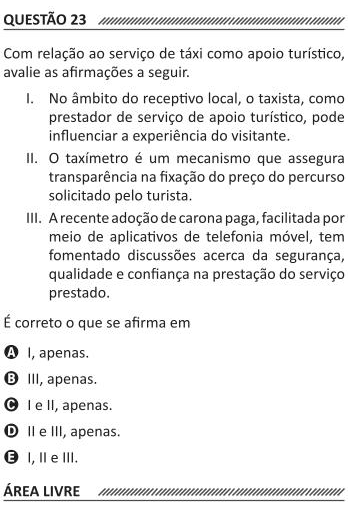 QUESTÃO 23
Com relação ao serviço de táxi como apoio turístico,
avalie as afirmações a seguir.
I. No âmbito do receptivo local, o taxista, como
prestador de serviço de apoio turístico, pode
influenciar a experiência do visitante.
II. O taxímetro é um mecanismo que assegura
transparência na fixação do preço do percurso
solicitado pelo turista.
III. A recente adoção de carona paga, facilitada por
meio de aplicativos de telefonia móvel, tem
fomentado discussões acerca da segurança,
qualidade e confiança na prestação do serviço
prestado.
É correto o que se afirma em
A I, apenas.
B III, apenas.
C I e II, apenas.
D II e III, apenas.
E I, II e III.
ÁREA LIVRE